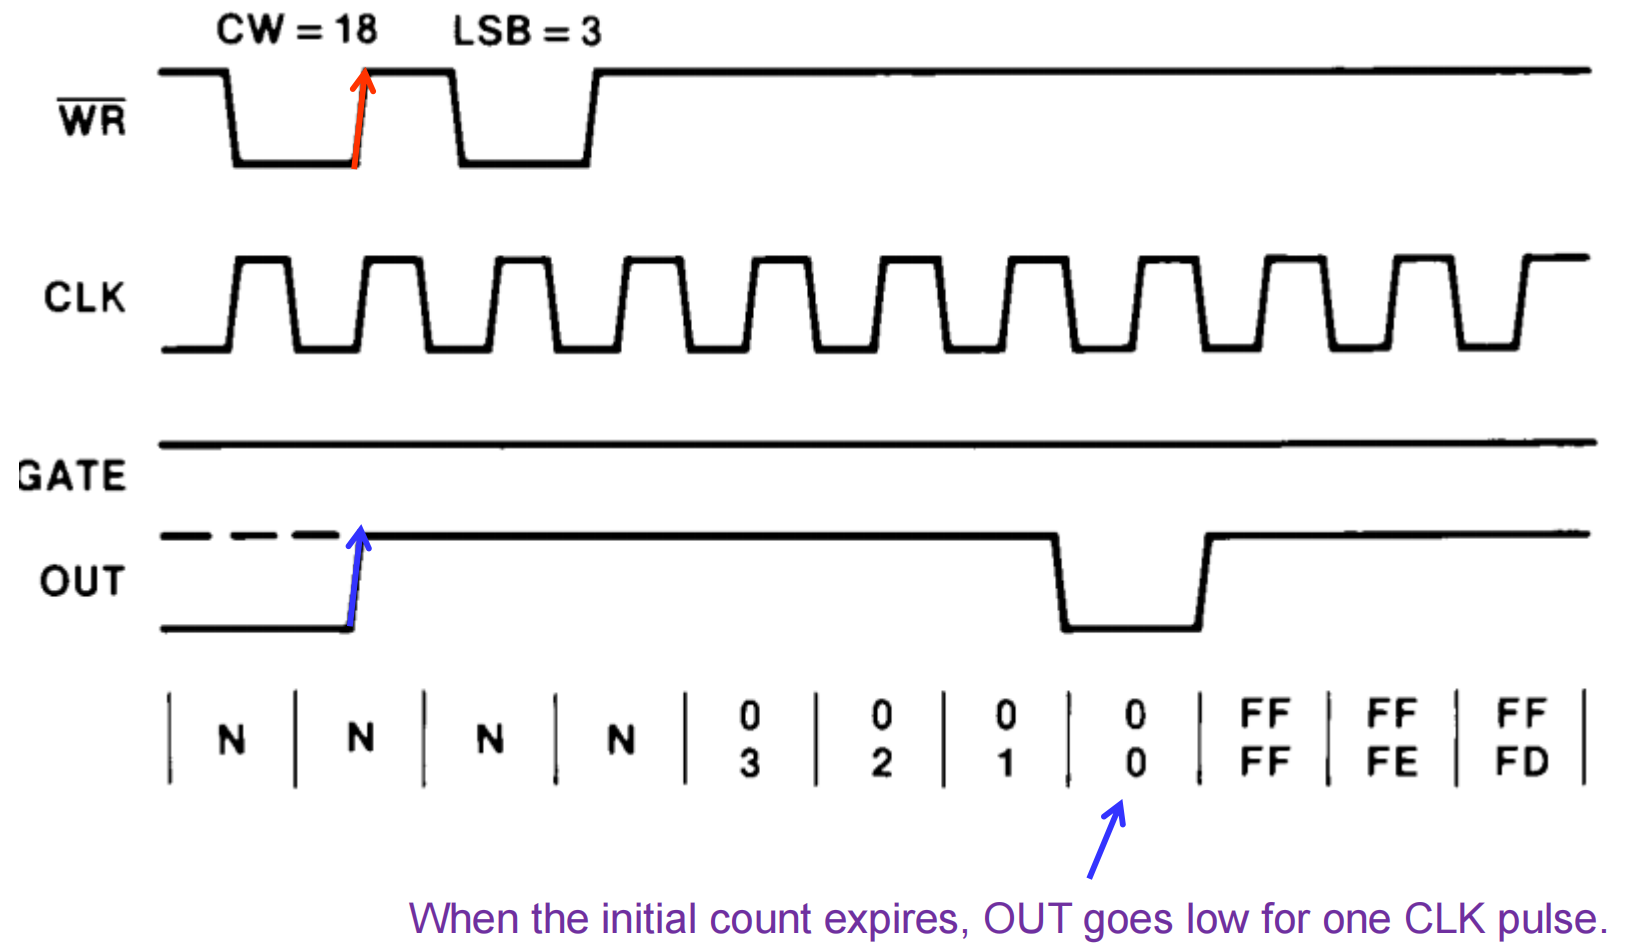 CW = 18 LSB = 3
WR
CLK
GATE
OUT
N N N N 0 0 0 0 FF FF FF
3 2 1 0 FF FE FD
When the initial count expires, OUT goes low for one CLK pulse.